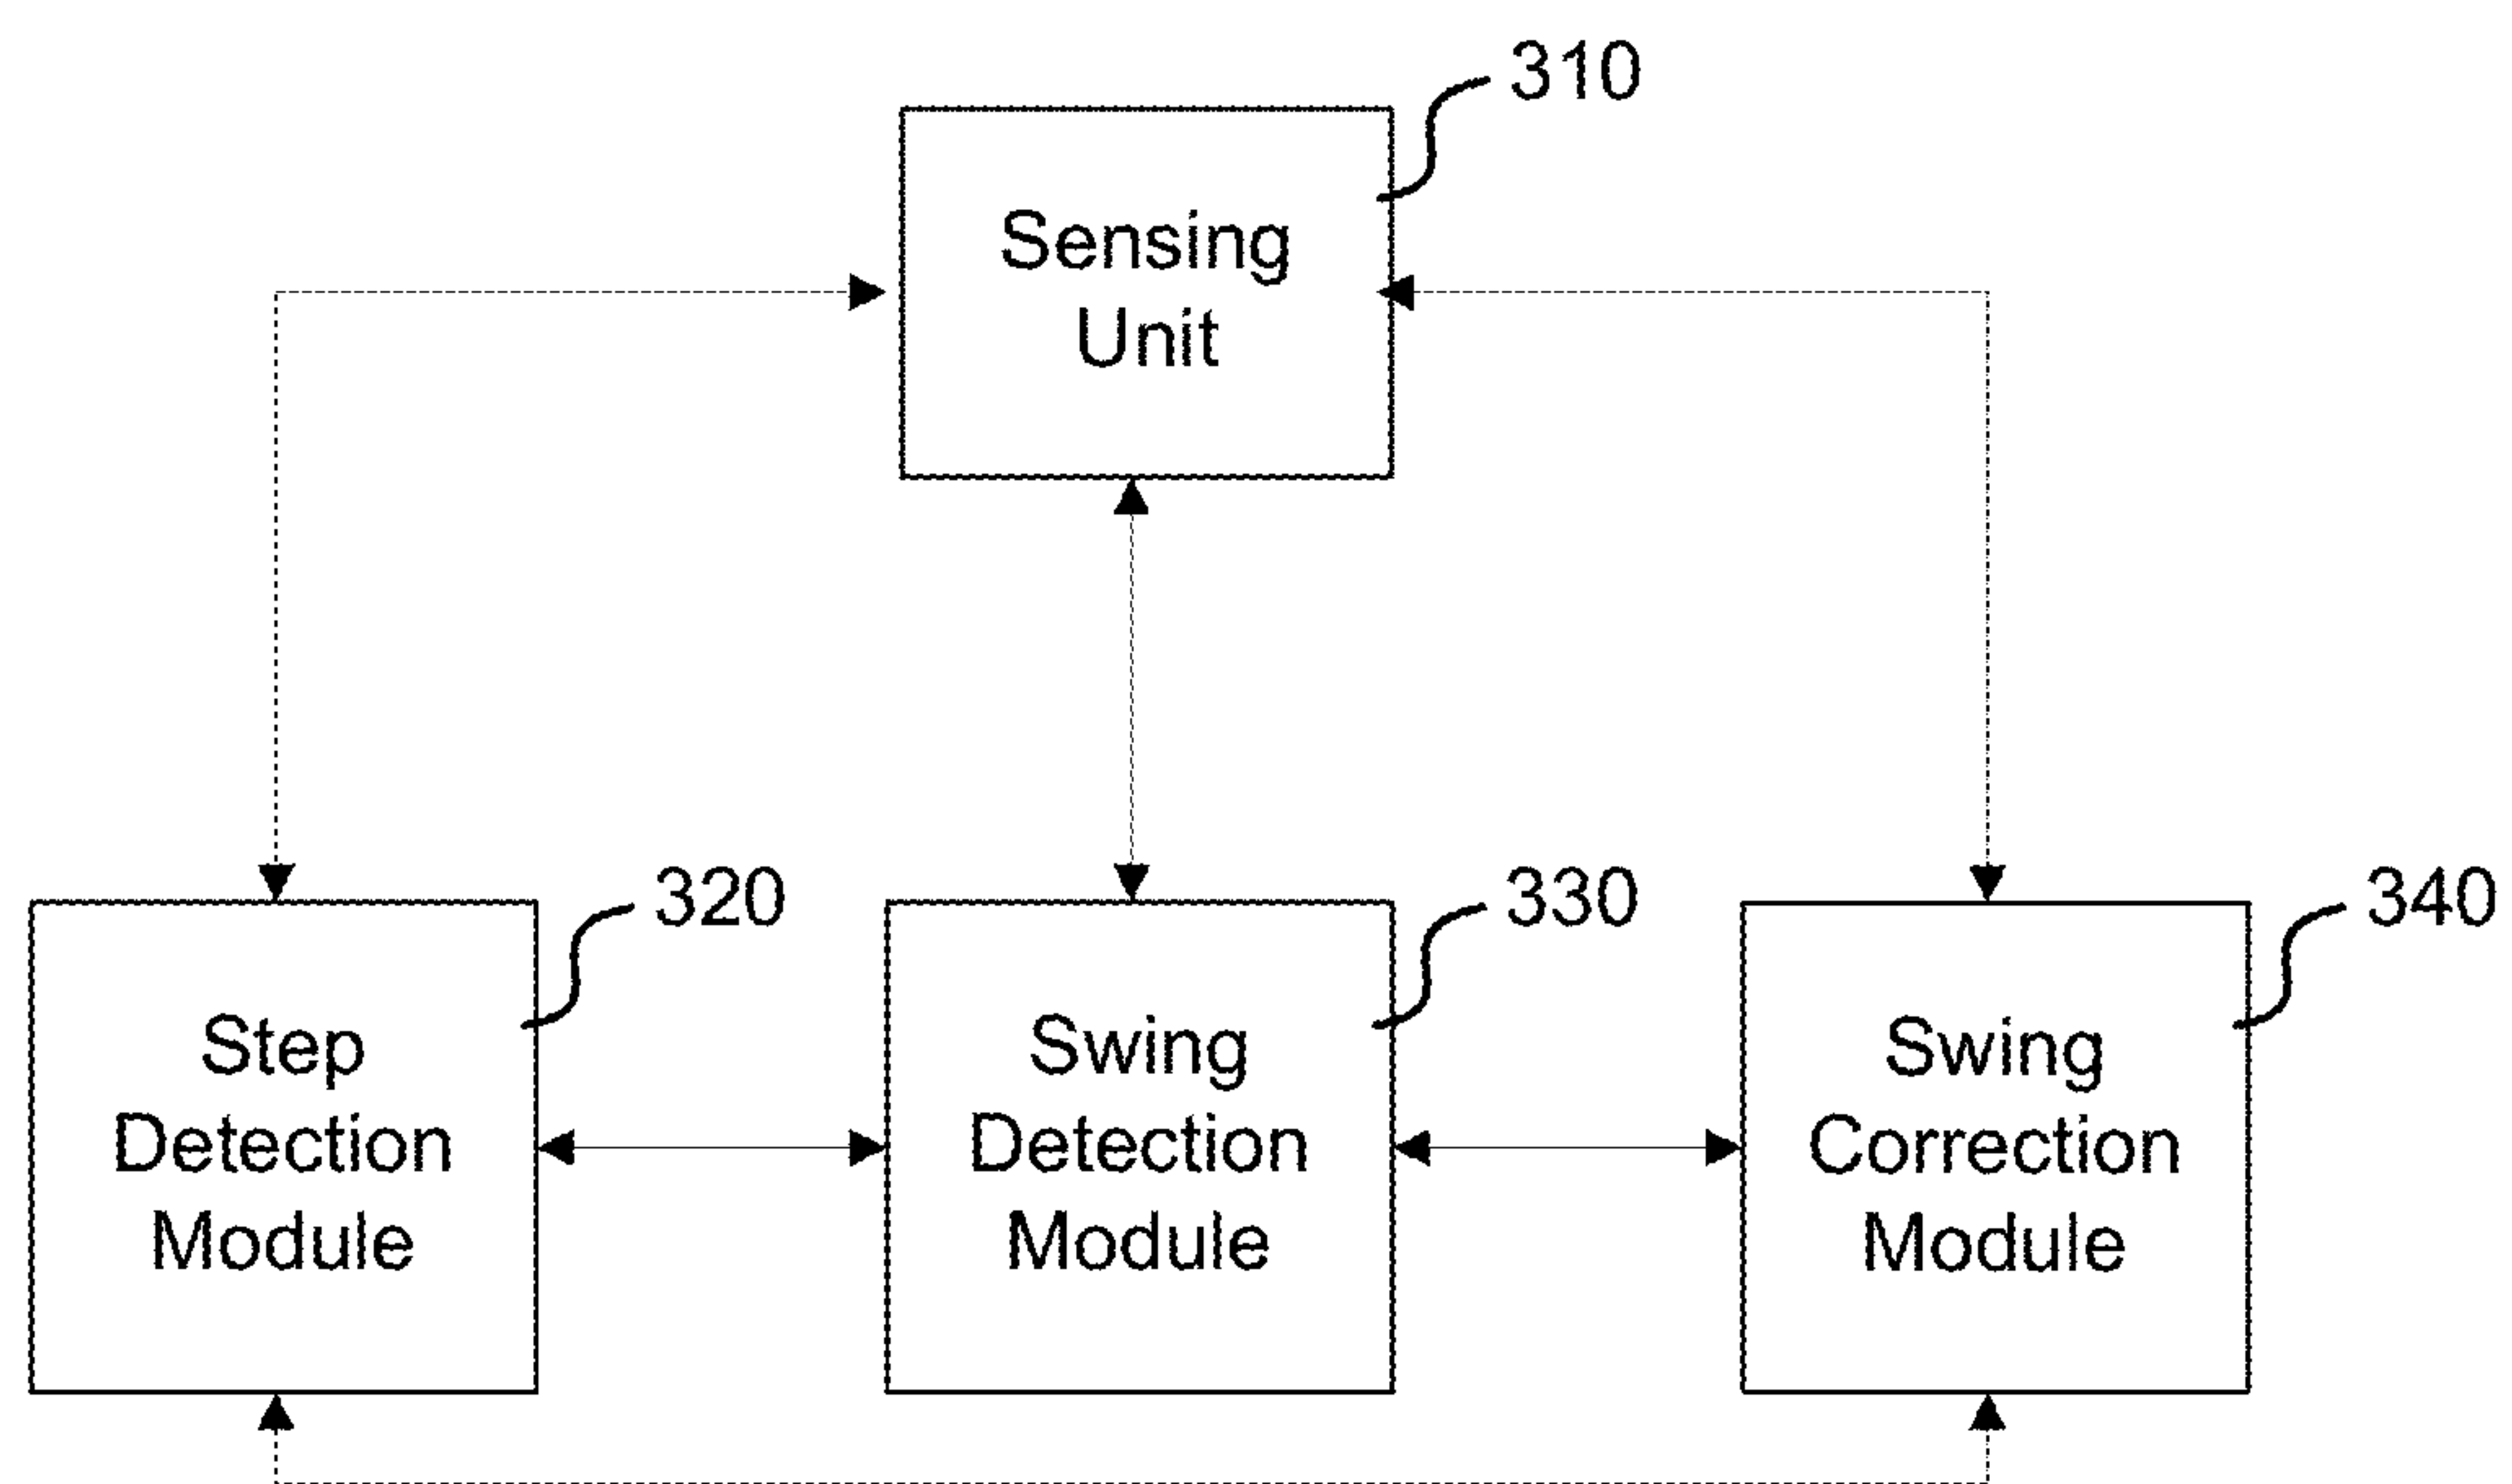 310
Sensing
Unit
320
330
340
Step
Detection
Module
Swing
Detection
Module
Swing
Correction
Module